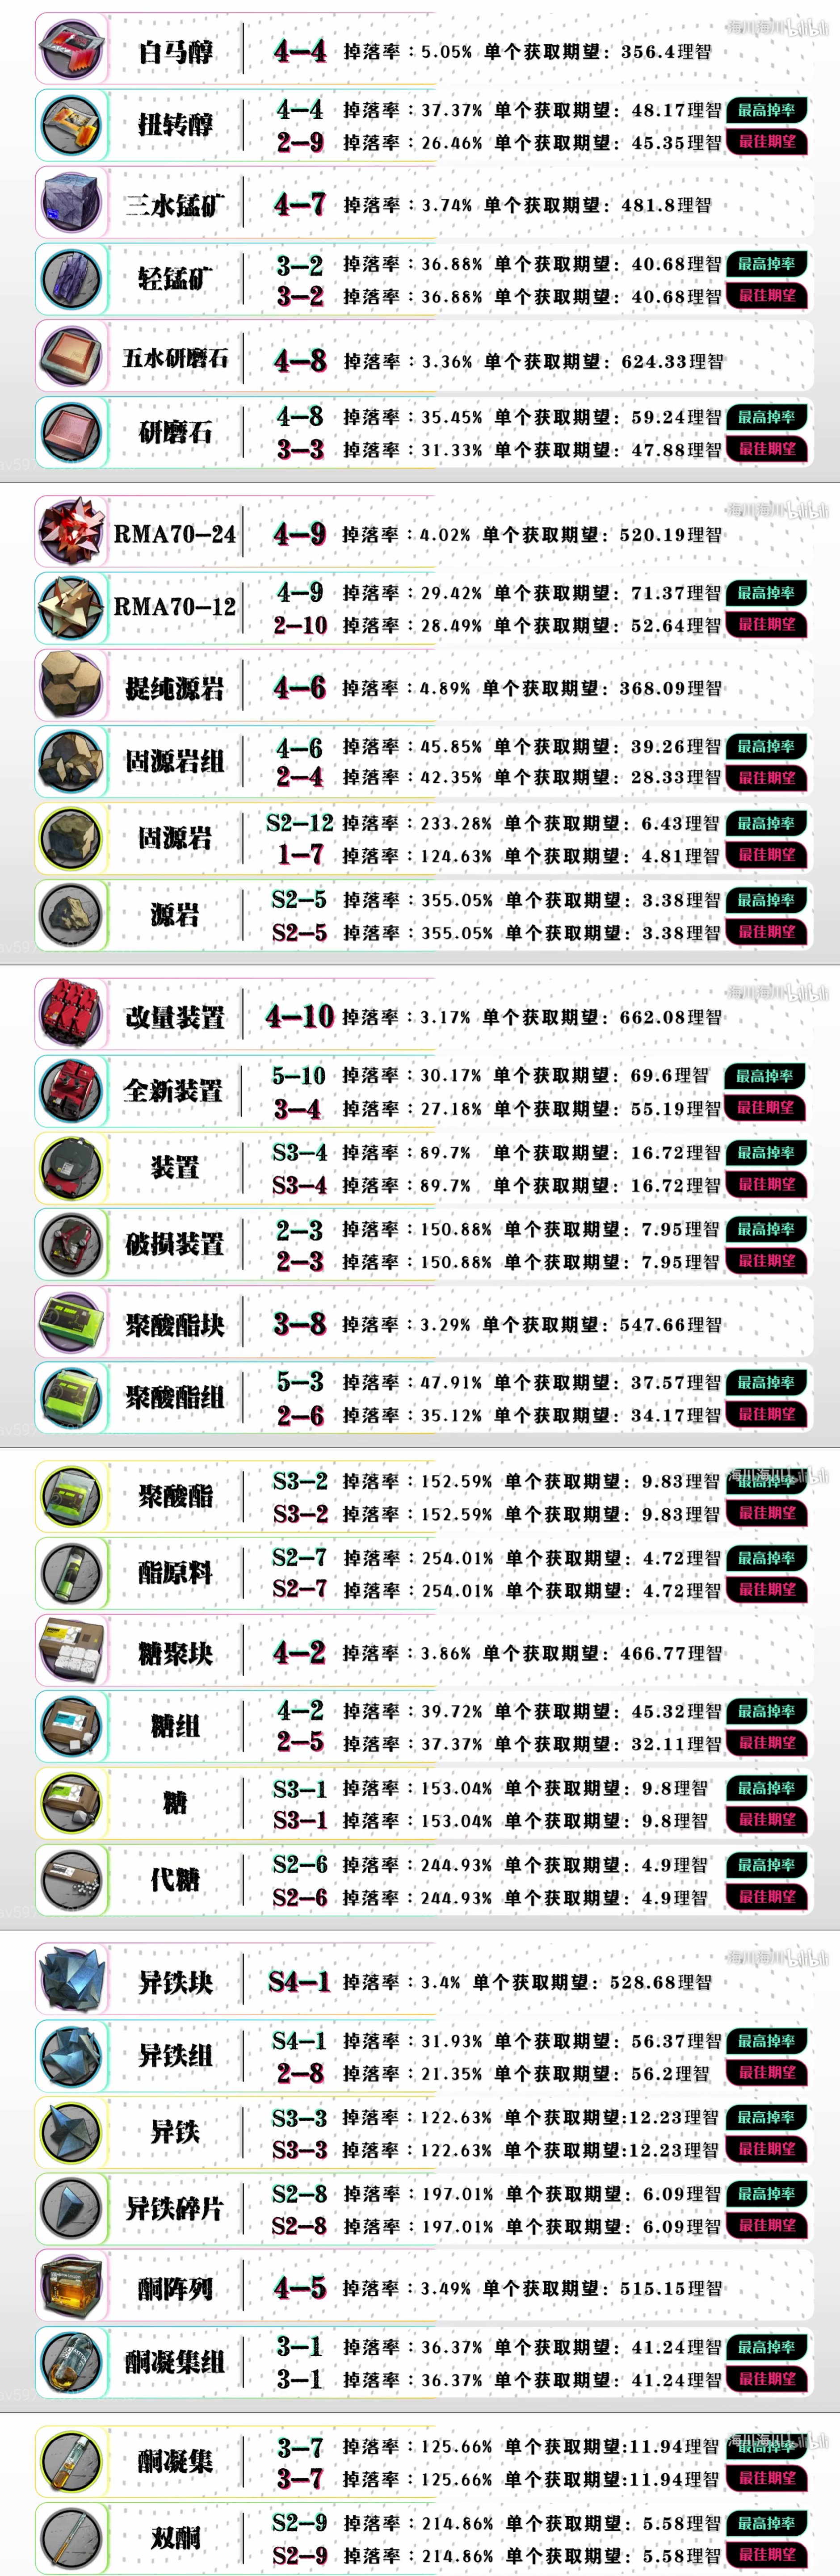 海川海川 bilibili
白马醇
4-4 掉落率:5.05% 单个获取期望:356.4理智
扭转醇
4-4 掉落率:37.37% 单个获取期望:48.17理智 最高掉率
2-9 掉落率:26.46% 单个获取期望:45.35理智 最佳期望
三水锰矿
4-7 掉落率:3.74% 单个获取期望:481.8理智
轻锰矿
3-2 掉落率:36.88% 单个获取期望:40.68理智 最高掉率
3-2 掉落率:36.88% 单个获取期望:40.68理智 最佳期望
五水研磨石
4-8 掉落率:3.36% 单个获取期望:624.33理智
研磨石
4-8 掉落率:35.45% 单个获取期望:59.24理智 最高掉率
3-3 掉落率:31.33% 单个获取期望:47.88理智 最佳期望
海川海川 bilibili
RMA70-24
4-9 掉落率:4.02% 单个获取期望:520.19理智
RMA70-12
4-9 掉落率:29.42% 单个获取期望:71.37理智 最高掉率
2-10 掉落率:28.49% 单个获取期望:52.64理智 最佳期望
提纯源岩
4-6 掉落率:4.89% 单个获取期望:368.09理智
固源岩组
4-6 掉落率:45.85% 单个获取期望:39.26理智 最高掉率
2-4 掉落率:42.35% 单个获取期望:28.33理智 最佳期望
固源岩
S2-12 掉落率:233.28% 单个获取期望:6.43理智 最高掉率
1-7 掉落率:124.63% 单个获取期望:4.81理智 最佳期望
源岩
S2-5 掉落率:355.05% 单个获取期望:3.38理智 最高掉率
S2-5 掉落率:355.05% 单个获取期望:3.38理智 最佳期望
海川海川 bilibili
改量装置
4-10 掉落率:3.17% 单个获取期望:662.08理智
全新装置
5-10 掉落率:30.17% 单个获取期望:69.6理智 最高掉率
3-4 掉落率:27.18% 单个获取期望:55.19理智 最佳期望
装置
S3-4 掉落率:89.7% 单个获取期望:16.72理智 最高掉率
S3-4 掉落率:89.7% 单个获取期望:16.72理智 最佳期望
破损装置
2-3 掉落率:150.88% 单个获取期望:7.95理智 最高掉率
2-3 掉落率:150.88% 单个获取期望:7.95理智 最佳期望
聚酸酯块
3-8 掉落率:3.29% 单个获取期望:547.66理智
聚酸酯组
5-3 掉落率:47.91% 单个获取期望:37.57理智 最高掉率
2-6 掉落率:35.12% 单个获取期望:34.17理智 最佳期望
海川海川 bilibili
聚酸酯
S3-2 掉落率:152.59% 单个获取期望:9.83理智 最高掉率
S3-2 掉落率:152.59% 单个获取期望:9.83理智 最佳期望
酯原料
S2-7 掉落率:254.01% 单个获取期望:4.72理智 最高掉率
S2-7 掉落率:254.01% 单个获取期望:4.72理智 最佳期望
糖聚块
4-2 掉落率:3.86% 单个获取期望:466.77理智
糖组
4-2 掉落率:39.72% 单个获取期望:45.32理智 最高掉率
2-5 掉落率:37.37% 单个获取期望:32.11理智 最佳期望
糖
S3-1 掉落率:153.04% 单个获取期望:9.8理智 最高掉率
S3-1 掉落率:153.04% 单个获取期望:9.8理智 最佳期望
代糖
S2-6 掉落率:244.93% 单个获取期望:4.9理智 最高掉率
S2-6 掉落率:244.93% 单个获取期望:4.9理智 最佳期望
海川海川 bilibili
异铁块
S4-1 掉落率:3.4% 单个获取期望:528.68理智
异铁组
S4-1 掉落率:31.93% 单个获取期望:56.37理智 最高掉率
2-8 掉落率:21.35% 单个获取期望:56.2理智 最佳期望
异铁
S3-3 掉落率:122.63% 单个获取期望:12.23理智 最高掉率
S3-3 掉落率:122.63% 单个获取期望:12.23理智 最佳期望
异铁碎片
S2-8 掉落率:197.01% 单个获取期望:6.09理智 最高掉率
S2-8 掉落率:197.01% 单个获取期望:6.09理智 最佳期望
酮阵列
4-5 掉落率:3.49% 单个获取期望:515.15理智
酮凝集组
3-1 掉落率:36.37% 单个获取期望:41.24理智 最高掉率
3-1 掉落率:36.37% 单个获取期望:41.24理智 最佳期望
海川海川 bilibili
酮凝集
3-7 掉落率:125.66% 单个获取期望:11.94理智 最高掉率
3-7 掉落率:125.66% 单个获取期望:11.94理智 最佳期望
双酮
S2-9 掉落率:214.86% 单个获取期望:5.58理智 最高掉率
S2-9 掉落率:214.86% 单个获取期望:5.58理智 最佳期望